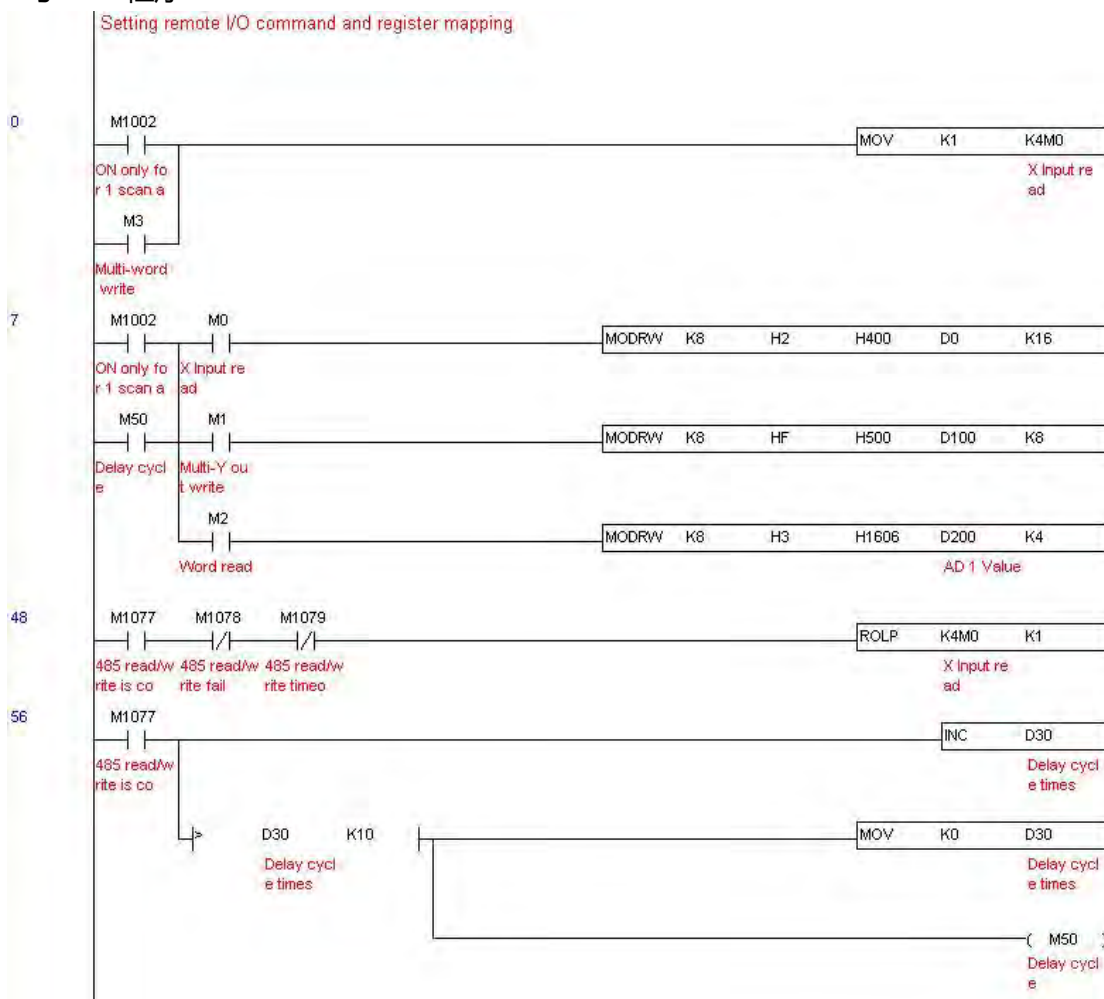 Setting remote I/O command and register mapping
0
M1002
MOV K1 K4M0
ON only fo
r 1 scan a
X Input re
ad
M3
Multi-word
write
7
M1002 M0
MODRW K8 H2 H400 D0 K16
ON only fo X Input re
r 1 scan a ad
M50 M1
MODRW K8 HF H500 D100 K8
Delay cycl Multi-Y ou
e t write
M2
MODRW K8 H3 H1606 D200 K4
Word read AD 1 Value
48
M1077 M1078 M1079
ROLP K4M0 K1
485 read/w 485 read/w 485 read/w
rite is co rite fail rite timeo
X Input re
ad
56
M1077
INC D30
485 read/w
rite is co
Delay cycl
e times
> D30 K10
MOV K0 D30
Delay cycl
e times
Delay cycl
e times
( M50 )
Delay cycl
e